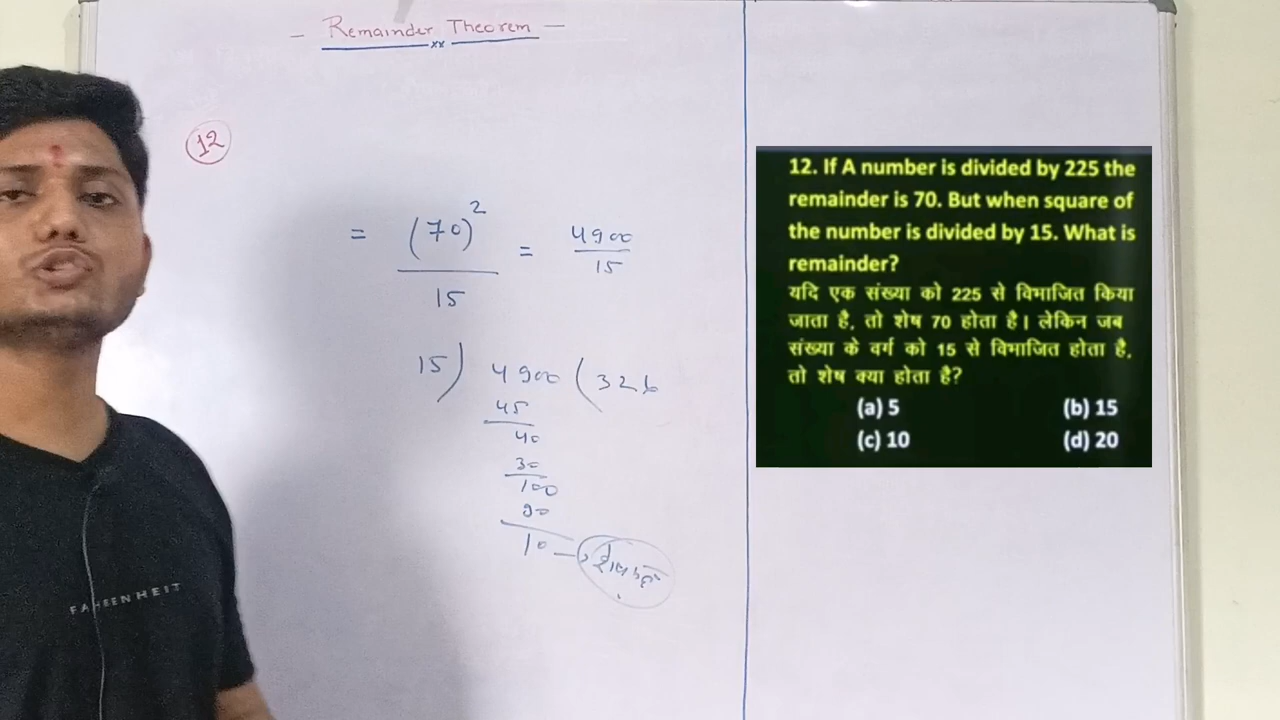 - Remainder Theorem -
xx
12
= (70)² / 15 = 4900 / 15
15) 4900 (326
45
40
30
100
90
10
FAHRENHEIT
12. If A number is divided by 225 the
remainder is 70. But when square of
the number is divided by 15. What is
remainder?
यदि एक संख्या को 225 से विभाजित किया
जाता है, तो शेष 70 होता है। लेकिन जब
संख्या के वर्ग को 15 से विभाजित होता है,
तो शेष क्या होता है?
(a) 5 (b) 15
(c) 10 (d) 20